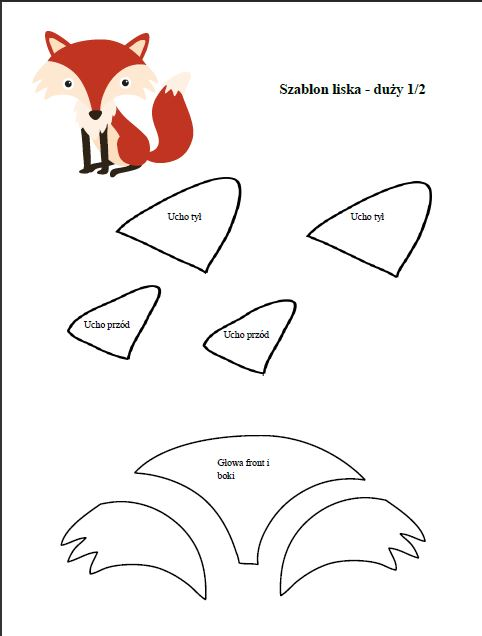 Szablon liska - duży 1/2
Ucho tył
Ucho tył
Ucho przód
Ucho przód
Głowa front i
boki